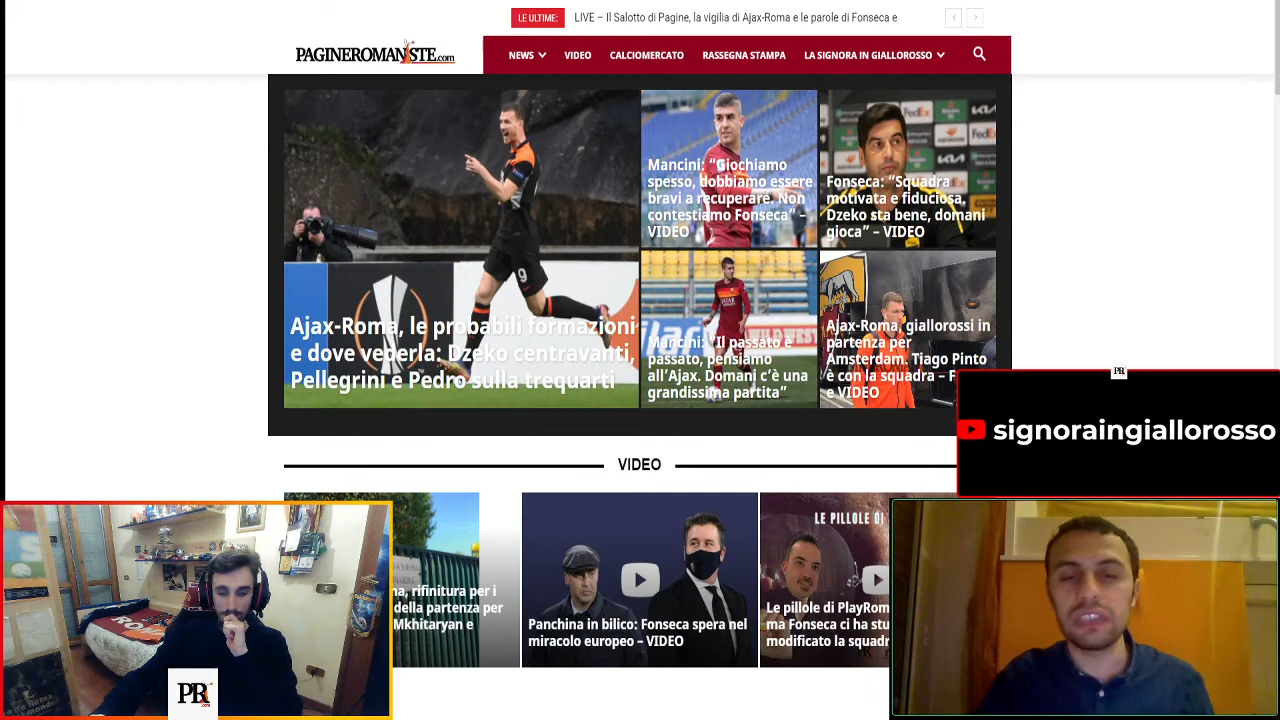 LE ULTIME:
LIVE – Il Salotto di Pagine, la vigilia di Ajax-Roma e le parole di Fonseca e
PAGINEROMANISTE.com
NEWS
VIDEO
CALCIOMERCATO
RASSEGNA STAMPA
LA SIGNORA IN GIALLOROSSO
Ajax-Roma, le probabili formazioni
e dove vederla: Dzeko centravanti,
Pellegrini e Pedro sulla trequarti
Mancini: “Giochiamo
spesso, dobbiamo essere
bravi a recuperare. Non
contestiamo Fonseca” –
VIDEO
Fonseca: “Squadra
motivata e fiduciosa.
Dzeko sta bene, domani
gioca” – VIDEO
Mancini: “Il passato è
passato, pensiamo
all’Ajax. Domani c’è una
grandissima partita”
Ajax-Roma, giallorossi in
partenza per
Amsterdam. Tiago Pinto
è con la squadra – F
e VIDEO
PR
signoraingiallorosso
VIDEO
na, rifinitura per i
della partenza per
Mkhitaryan e
Panchina in bilico: Fonseca spera nel
miracolo europeo – VIDEO
LE PILLOLE DI
Le pillole di PlayRom
ma Fonseca ci ha stu
modificato la squadr
PR